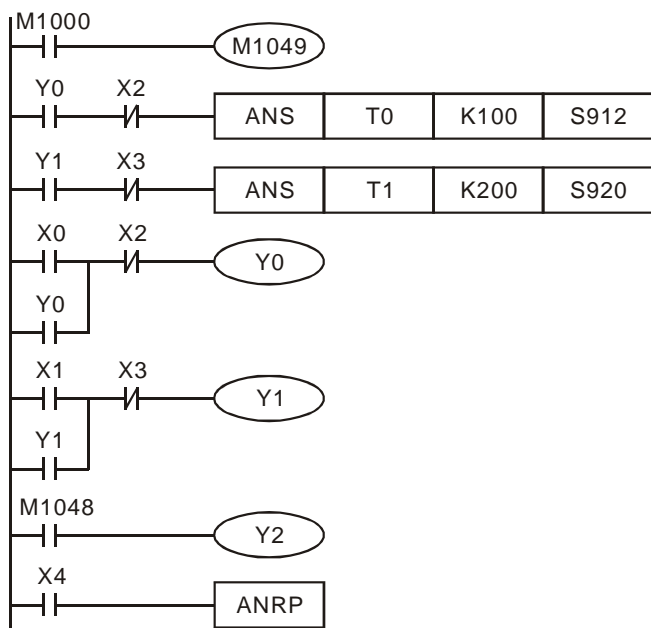 M1000
M1049
Y0 X2
ANS T0 K100 S912
Y1 X3
ANS T1 K200 S920
X0 X2
Y0
Y0
X1 X3
Y1
Y1
M1048
Y2
X4
ANRP